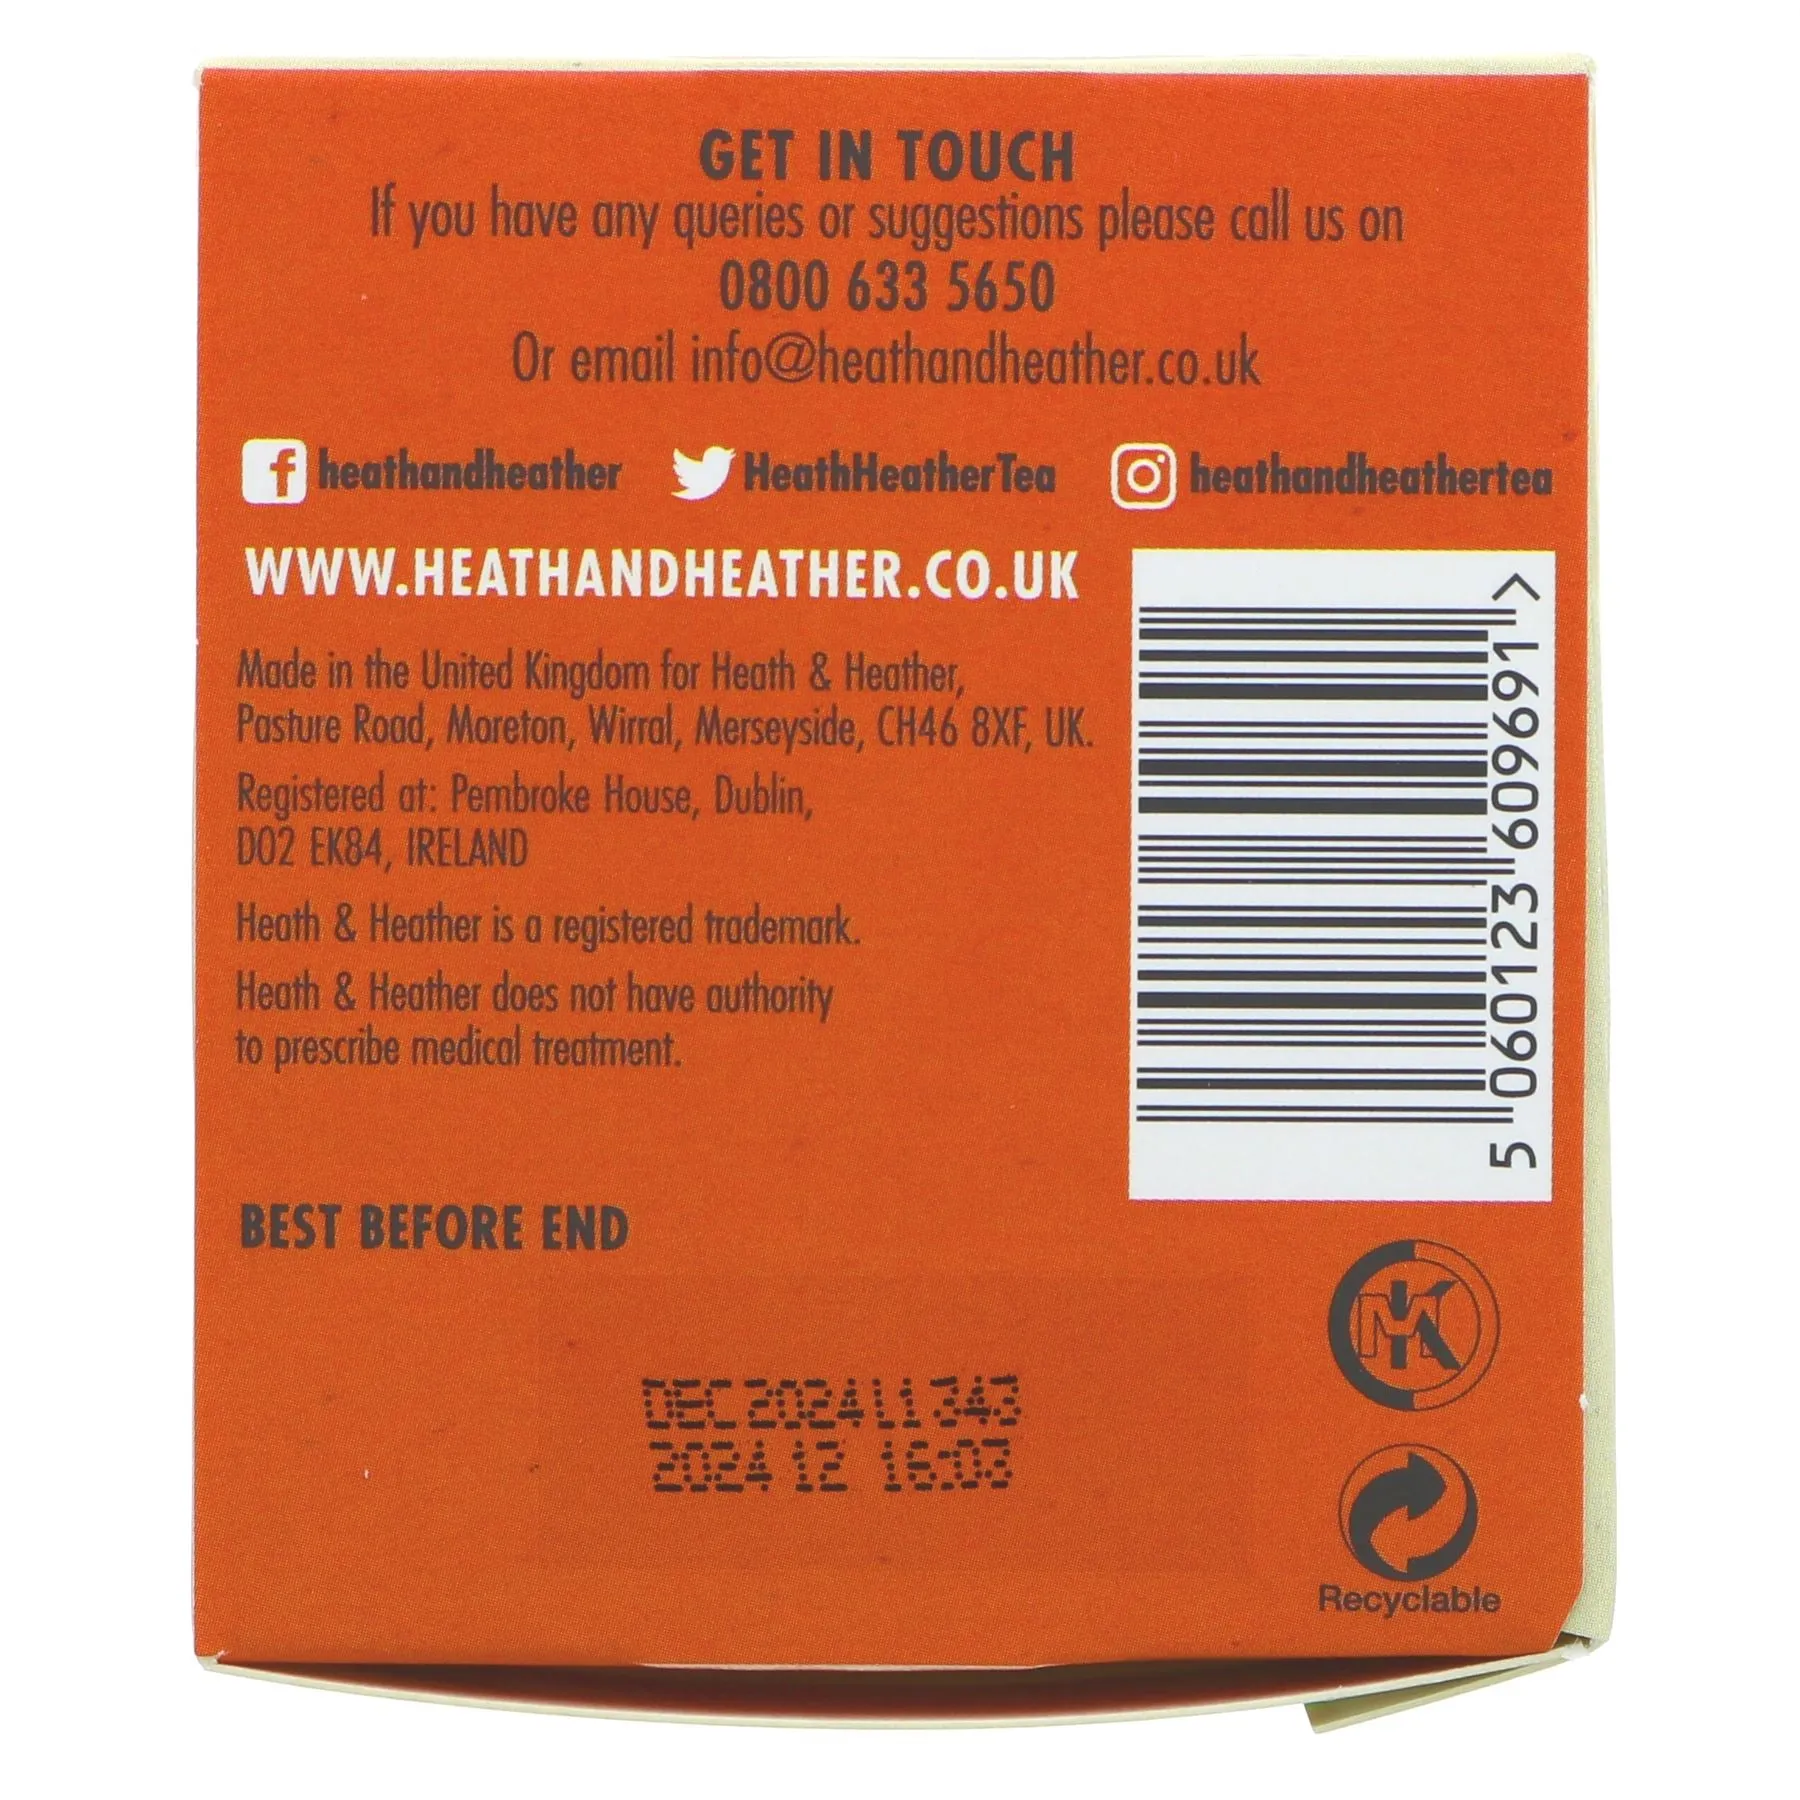 GET IN TOUCH
If you have any queries or suggestions please call us on
0800 633 5650
Or email info@heathandheather.co.uk
heathandheather HeathHeatherTea heathandheathertea
WWW.HEATHANDHEATHER.CO.UK
Made in the United Kingdom for Heath & Heather,
Pasture Road, Moreton, Wirral, Merseyside, CH46 8XF, UK.
Registered at: Pembroke House, Dublin,
D02 EK84, IRELAND
Heath & Heather is a registered trademark.
Heath & Heather does not have authority
to prescribe medical treatment.
5 060123 609691 >
BEST BEFORE END
DEC 2024 L1 343
2024 12 16:03
MK
Recyclable